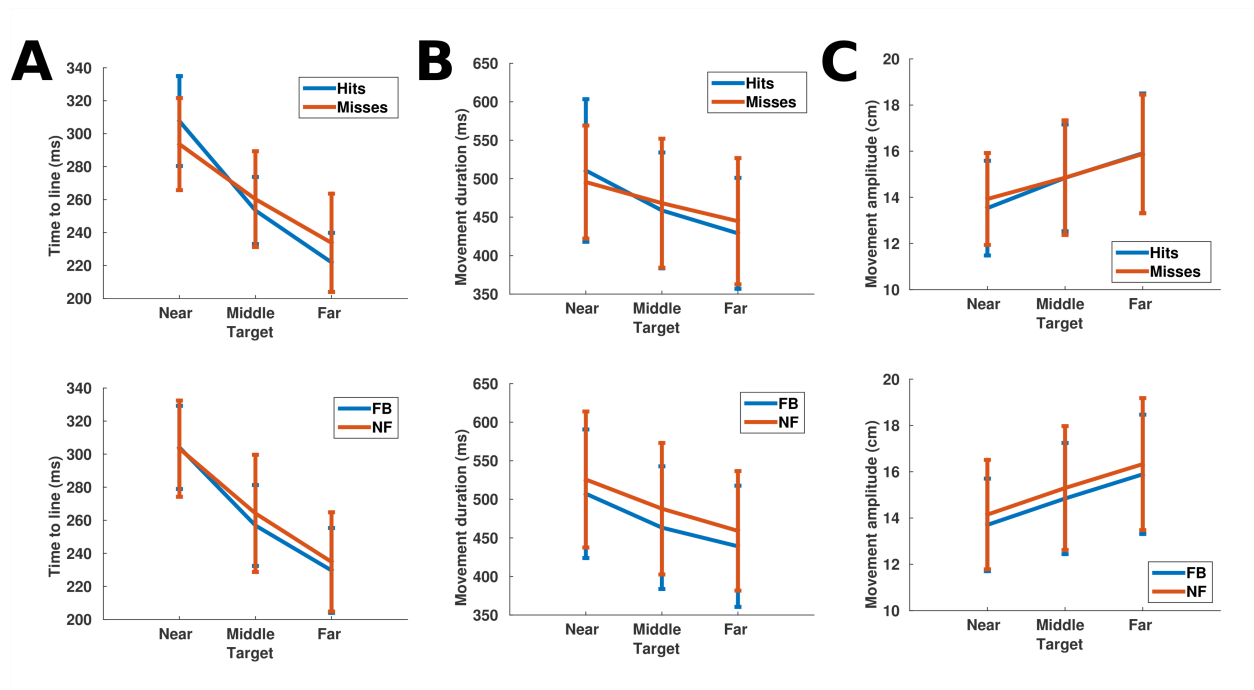 A
Time to line (ms)
340
320
300
280
260
240
220
200
Near Middle Far
Target
Hits
Misses
B
Movement duration (ms)
650
600
550
500
450
400
350
Near Middle Far
Target
Hits
Misses
C
Movement amplitude (cm)
20
18
16
14
12
10
Near Middle Far
Target
Hits
Misses
Time to line (ms)
340
320
300
280
260
240
220
200
Near Middle Far
Target
FB
NF
Movement duration (ms)
650
600
550
500
450
400
350
Near Middle Far
Target
FB
NF
Movement amplitude (cm)
20
18
16
14
12
10
Near Middle Far
Target
FB
NF